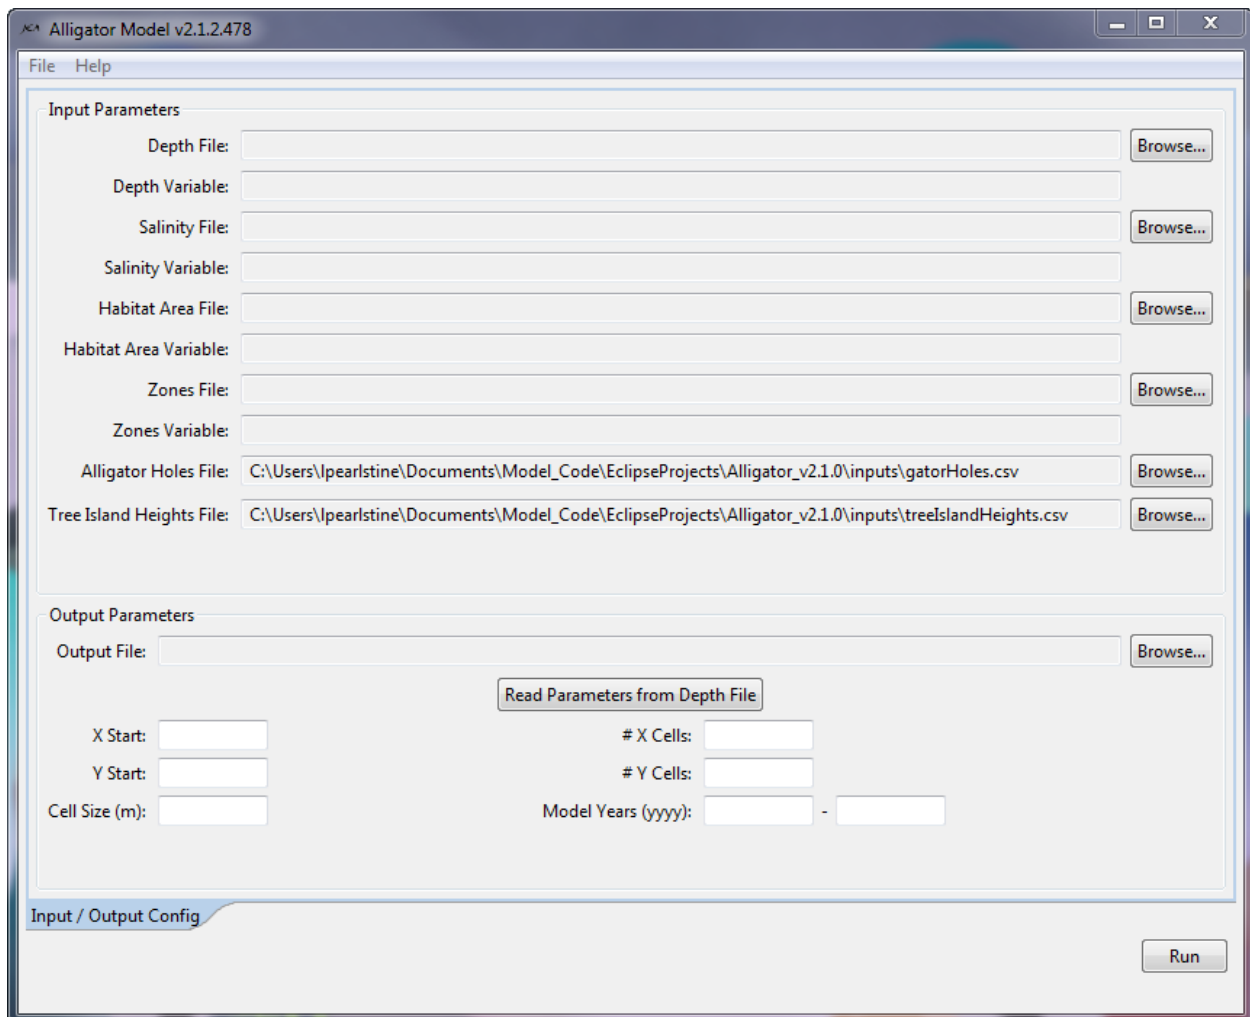 Alligator Model v2.1.2.478
File Help
Input Parameters
Depth File: Browse...
Depth Variable:
Salinity File: Browse...
Salinity Variable:
Habitat Area File: Browse...
Habitat Area Variable:
Zones File: Browse...
Zones Variable:
Alligator Holes File: C:\Users\lpearlstine\Documents\Model_Code\EclipseProjects\Alligator_v2.1.0\inputs\gatorHoles.csv Browse...
Tree Island Heights File: C:\Users\lpearlstine\Documents\Model_Code\EclipseProjects\Alligator_v2.1.0\inputs\treeIslandHeights.csv Browse...
Output Parameters
Output File: Browse...
Read Parameters from Depth File
X Start: # X Cells:
Y Start: # Y Cells:
Cell Size (m): Model Years (yyyy): -
Input / Output Config
Run